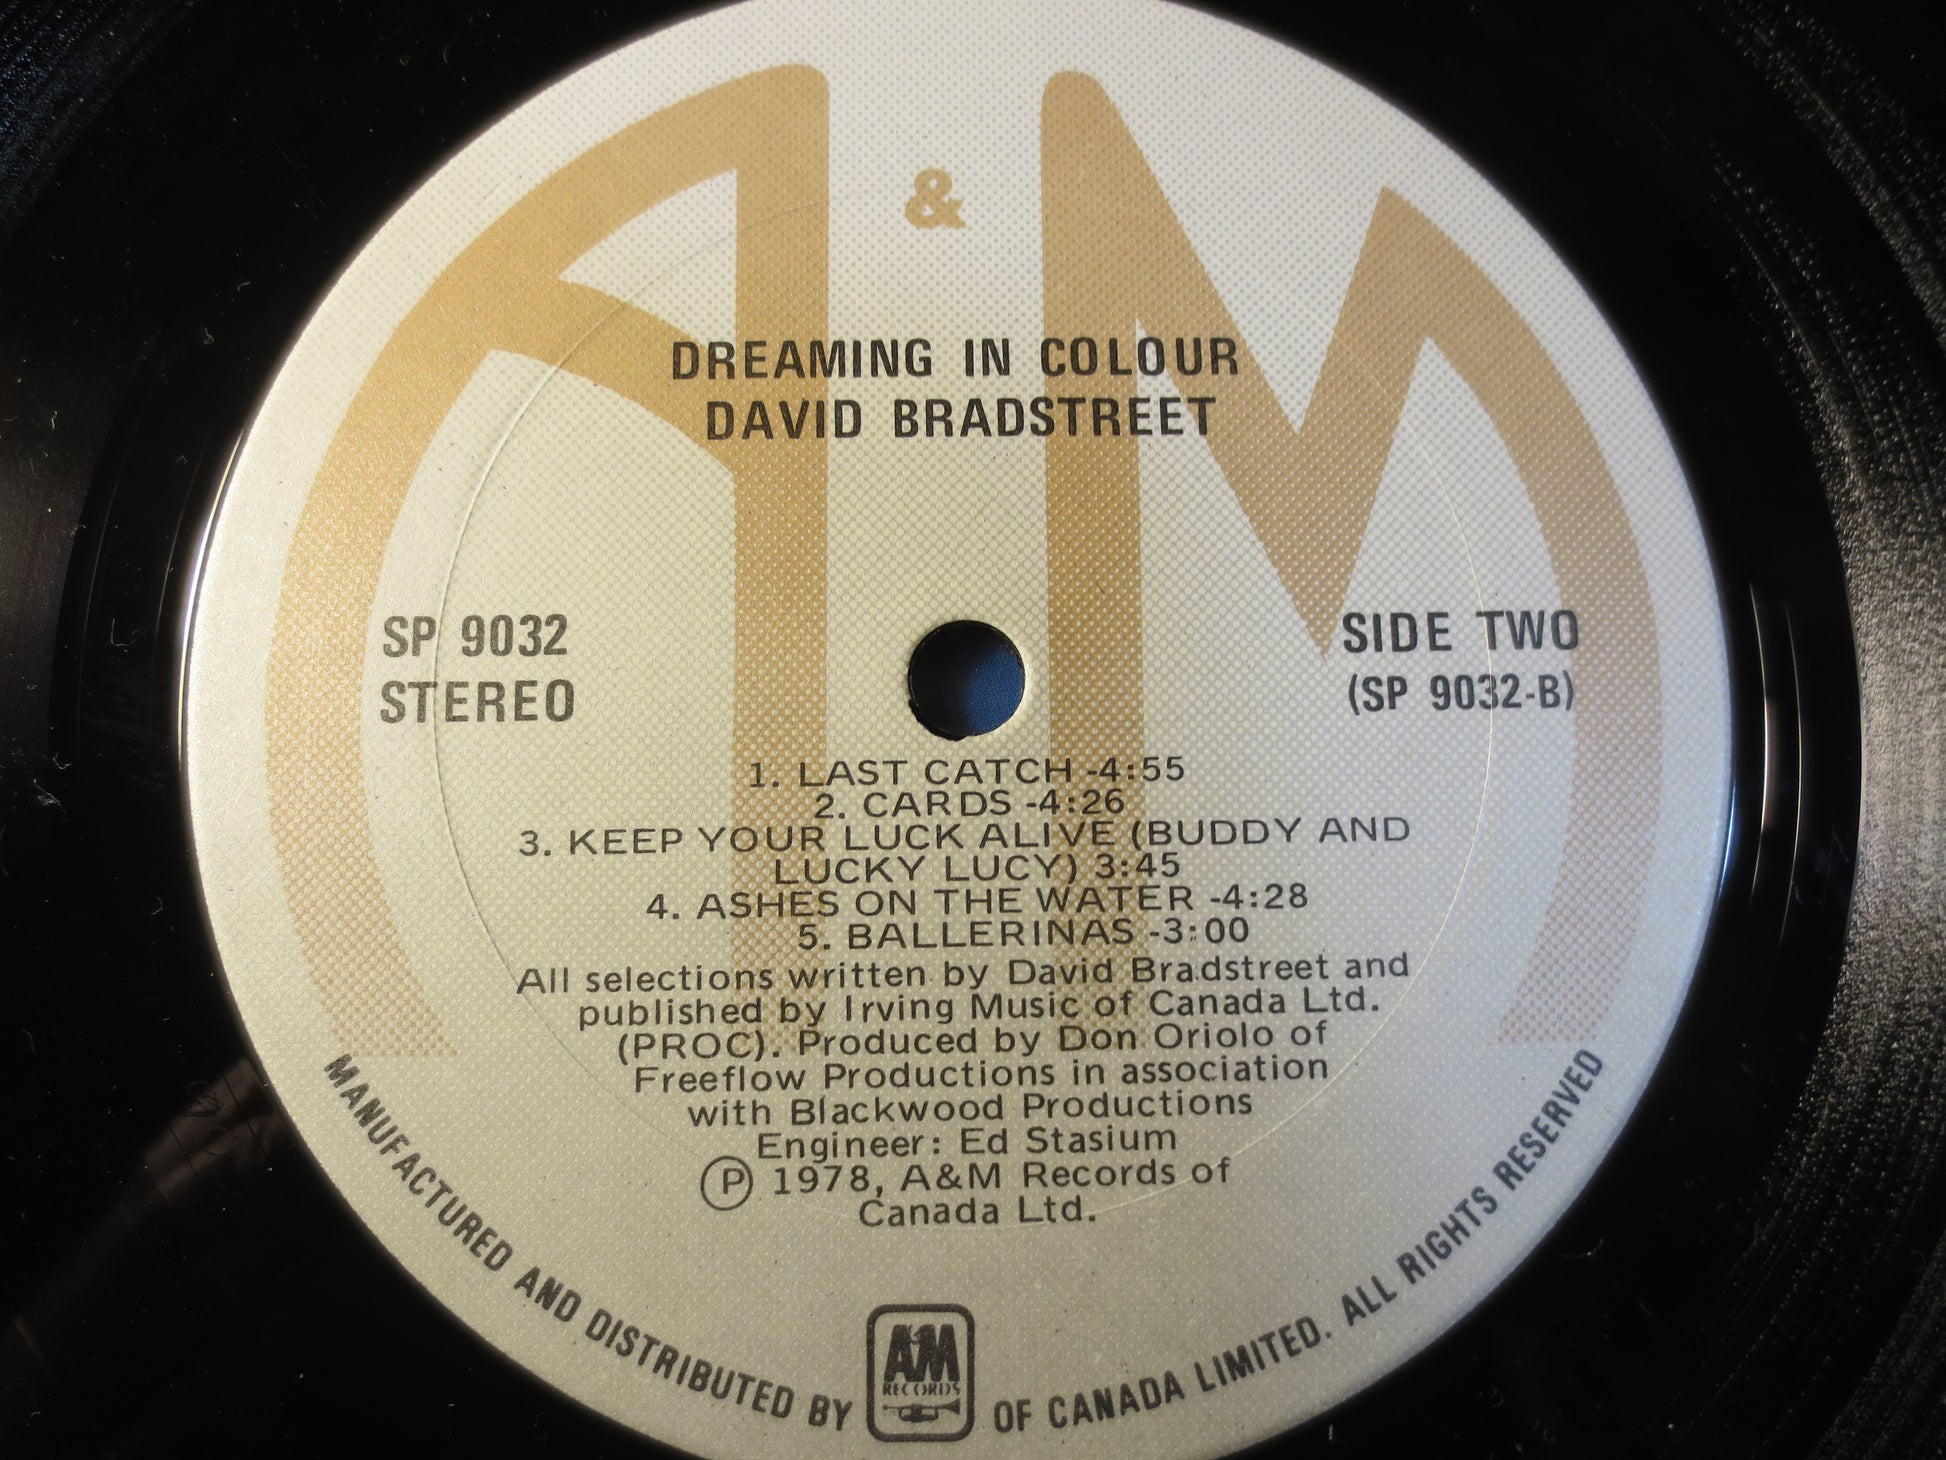 A & M
DREAMING IN COLOUR
DAVID BRADSTREET
SP 9032
STEREO
SIDE TWO
(SP 9032-B)
1. LAST CATCH -4:55
2. CARDS -4:26
3. KEEP YOUR LUCK ALIVE (BUDDY AND
LUCKY LUCY) 3:45
4. ASHES ON THE WATER -4:28
5. BALLERINAS -3:00
All selections written by David Bradstreet and
published by Irving Music of Canada Ltd.
(PROC). Produced by Don Oriolo of
Freeflow Productions in association
with Blackwood Productions
Engineer: Ed Stasium
Ⓟ 1978, A&M Records of
Canada Ltd.
MANUFACTURED AND DISTRIBUTED BY A&M RECORDS OF CANADA LIMITED. ALL RIGHTS RESERVED